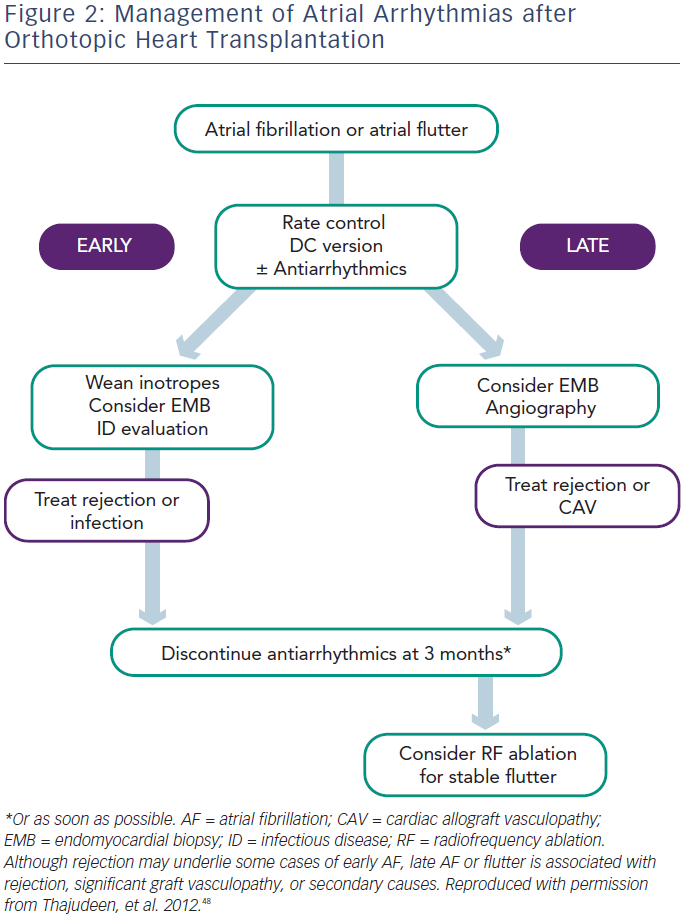 Figure 2: Management of Atrial Arrhythmias after
Orthotopic Heart Transplantation
Atrial fibrillation or atrial flutter
EARLY
Rate control
DC version
± Antiarrhythmics
LATE
Wean inotropes
Consider EMB
ID evaluation
Consider EMB
Angiography
Treat rejection or
infection
Treat rejection or
CAV
Discontinue antiarrhythmics at 3 months*
Consider RF ablation
for stable flutter
*Or as soon as possible. AF = atrial fibrillation; CAV = cardiac allograft vasculopathy;
EMB = endomyocardial biopsy; ID = infectious disease; RF = radiofrequency ablation.
Although rejection may underlie some cases of early AF, late AF or flutter is associated with
rejection, significant graft vasculopathy, or secondary causes. Reproduced with permission
from Thajudeen, et al. 2012.48